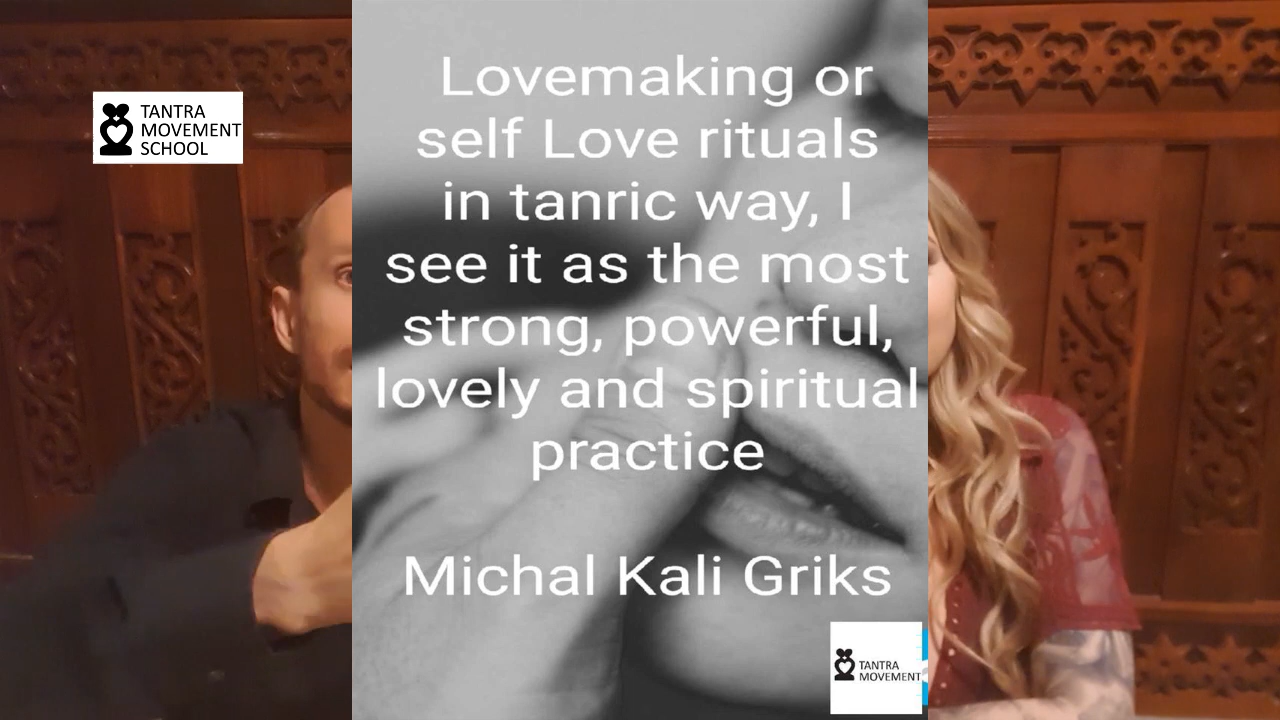 TANTRA
MOVEMENT
SCHOOL
Lovemaking or
self Love rituals
in tanric way, I
see it as the most
strong, powerful,
lovely and spiritual
practice
Michal Kali Griks
TANTRA
MOVEMENT